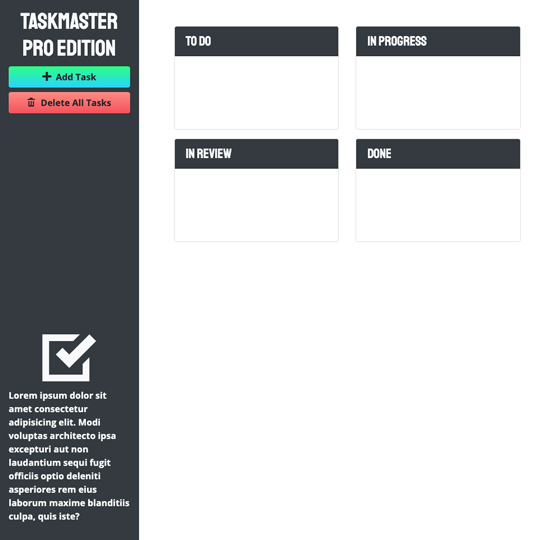 TASKMASTER
PRO EDITION
Add Task
Delete All Tasks
Lorem ipsum dolor sit
amet consectetur
adipisicing elit. Modi
voluptas architecto ipsa
excepturi aut non
laudantium sequi fugit
officiis optio deleniti
asperiores rem eius
laborum maxime blanditiis
culpa, quis iste?
TO DO
IN PROGRESS
IN REVIEW
DONE